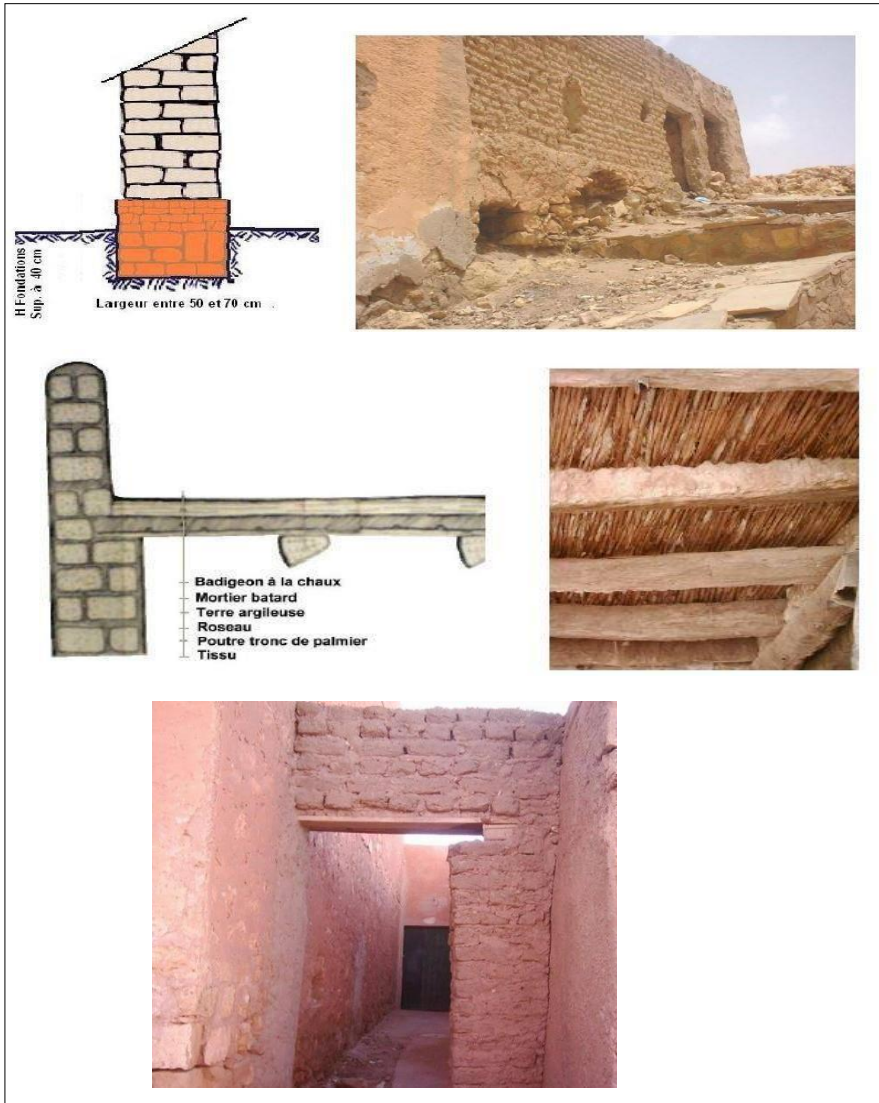 H Fondations
Sup. à 40 cm
Largeur entre 50 et 70 cm .
Badigeon à la chaux
Mortier batard
Terre argileuse
Roseau
Poutre tronc de palmier
Tissu